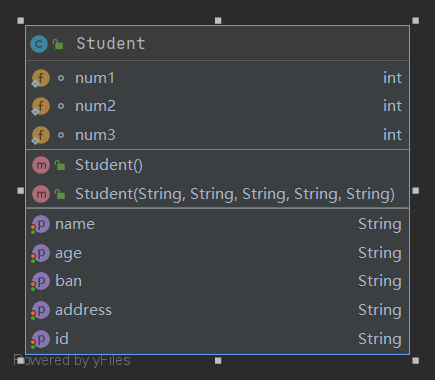 Student
num1 int
num2 int
num3 int
Student()
Student(String, String, String, String, String)
name String
age String
ban String
address String
id String
Powered by yFiles